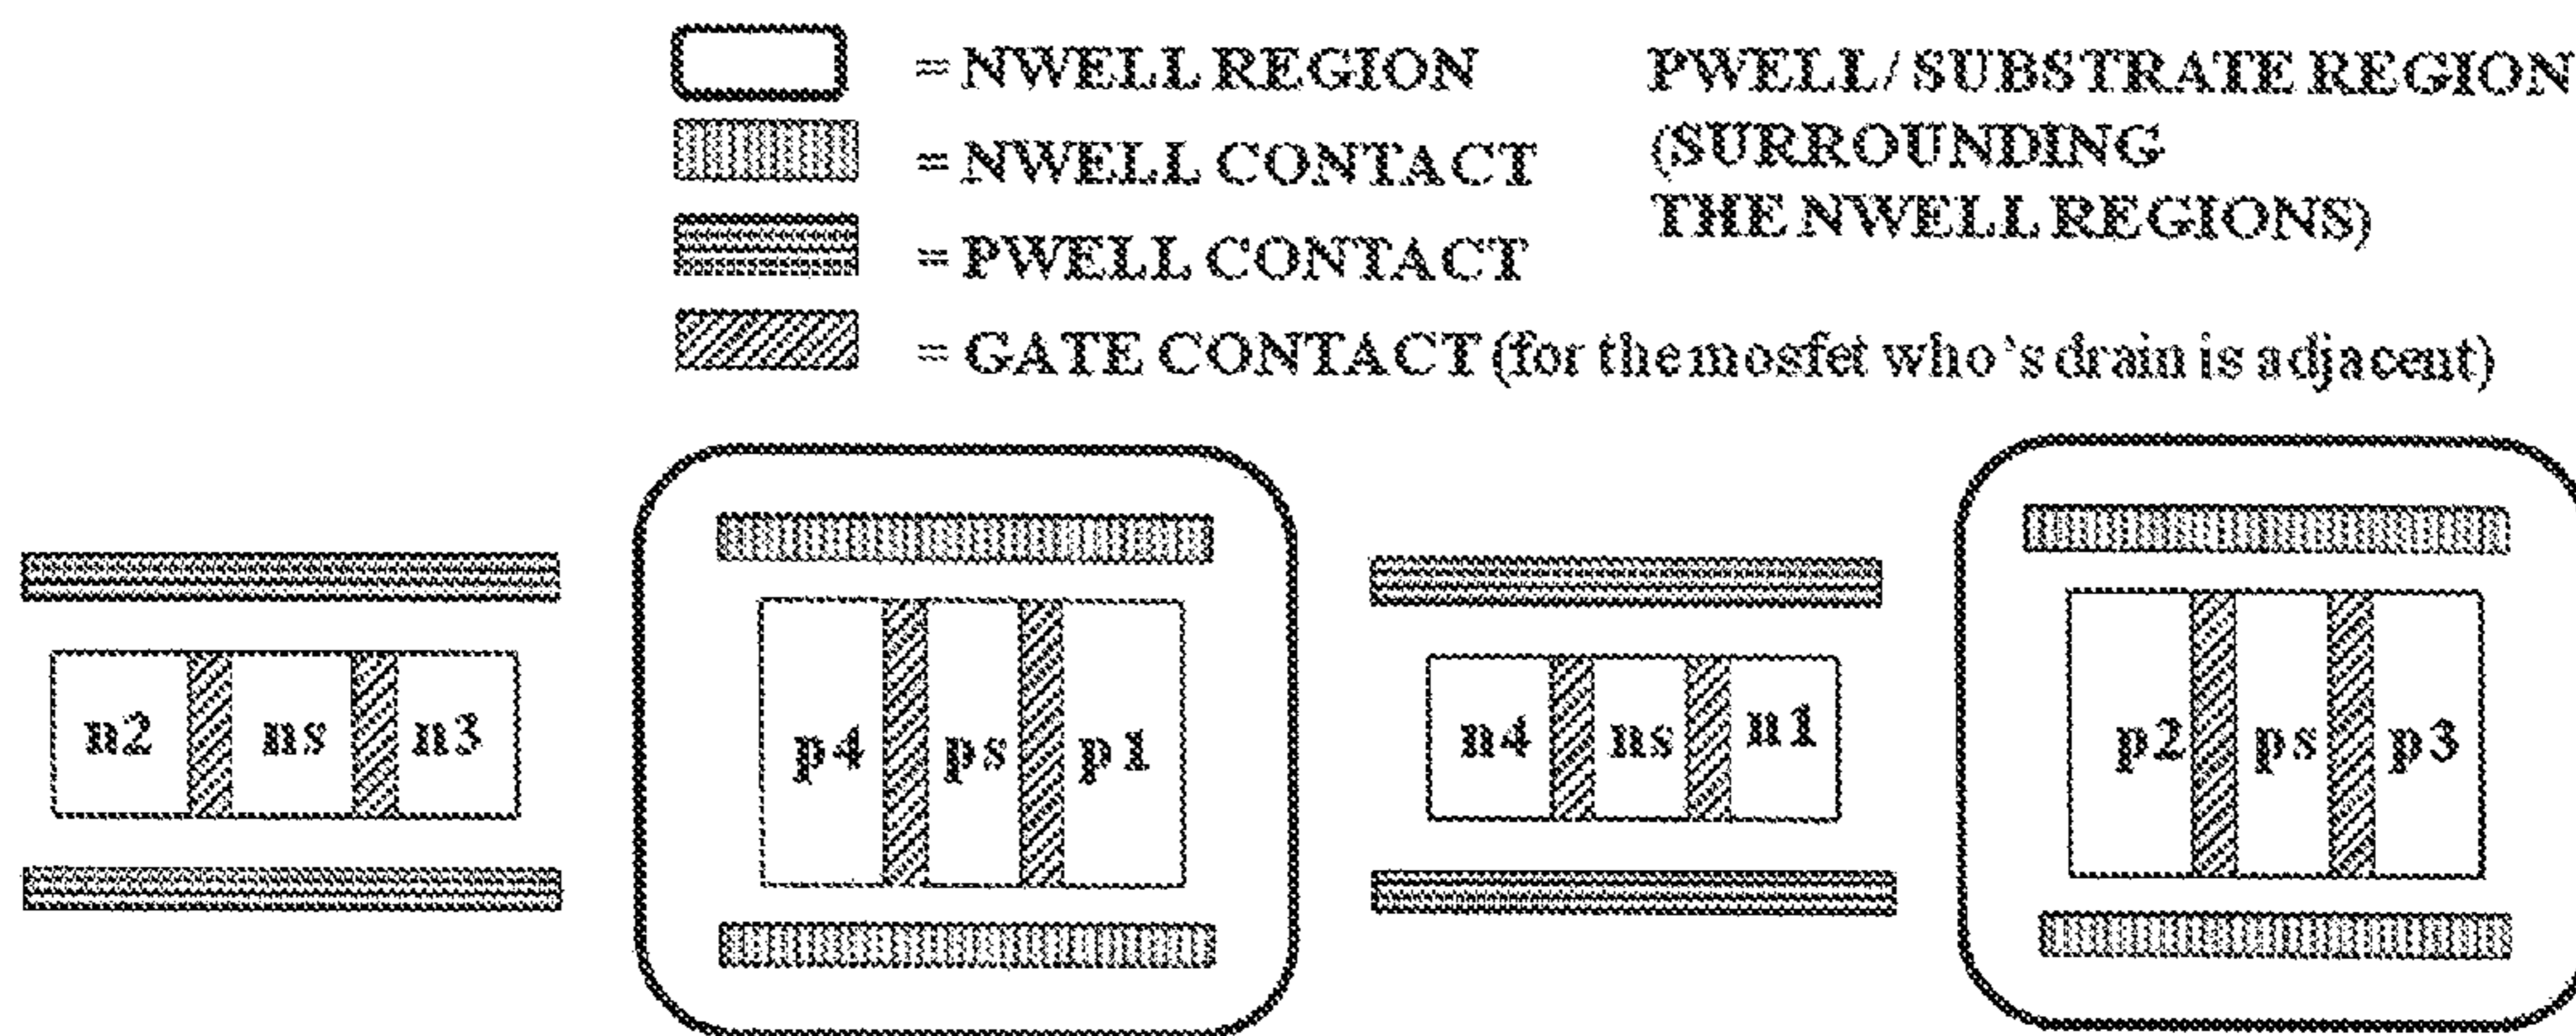 = NWELL REGION
= NWELL CONTACT
= PWELL CONTACT
= GATE CONTACT (for the mosfet who's drain is adjacent)
PWELL / SUBSTRATE REGION
(SURROUNDING
THE NWELL REGIONS)
n2 ns n3
p4 ps p1
n4 ns n1
p2 ps p3